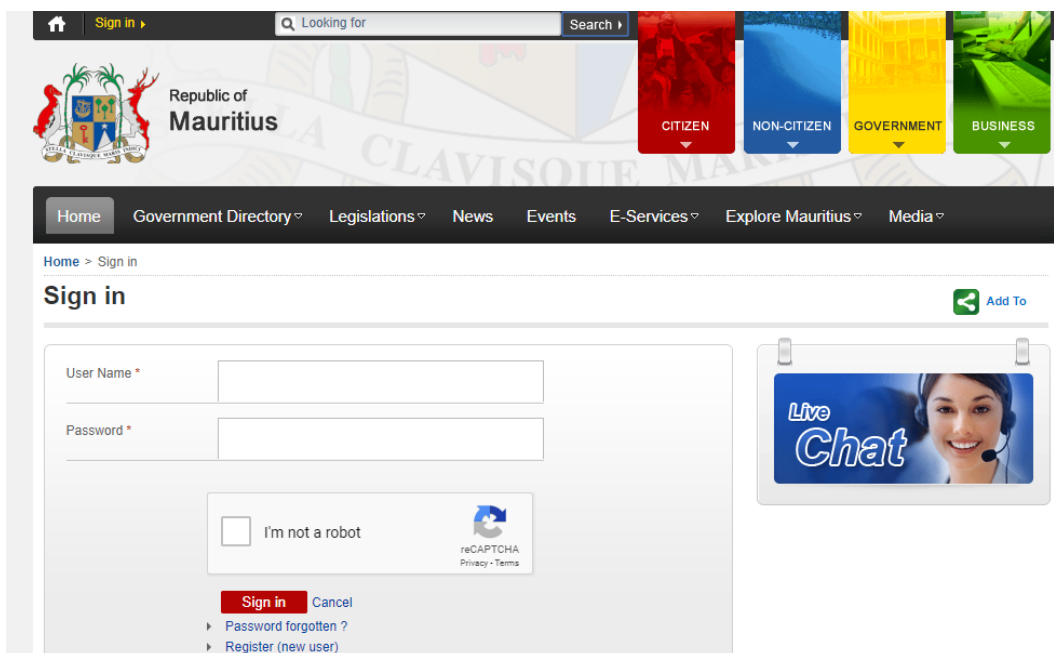 Sign in
Looking for
Search
Republic of
Mauritius
CITIZEN
NON-CITIZEN
GOVERNMENT
BUSINESS
CLAVISQUE MAR
Home Government Directory Legislations News Events E-Services Explore Mauritius Media
Home > Sign in
Sign in
Add To
User Name *
Password *
Live
Chat
I'm not a robot
reCAPTCHA
Privacy - Terms
Sign in Cancel
Password forgotten ?
Register (new user)